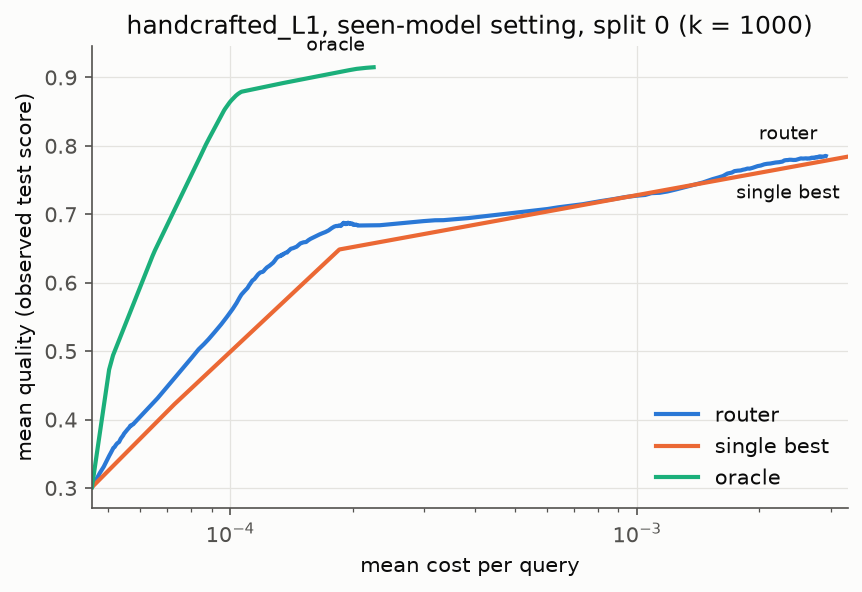 handcrafted_L1, seen-model setting, split 0 (k = 1000)
oracle
router
single best
mean quality (observed test score)
0.9
0.8
0.7
0.6
0.5
0.4
0.3
router
single best
oracle
10⁻⁴
10⁻³
mean cost per query